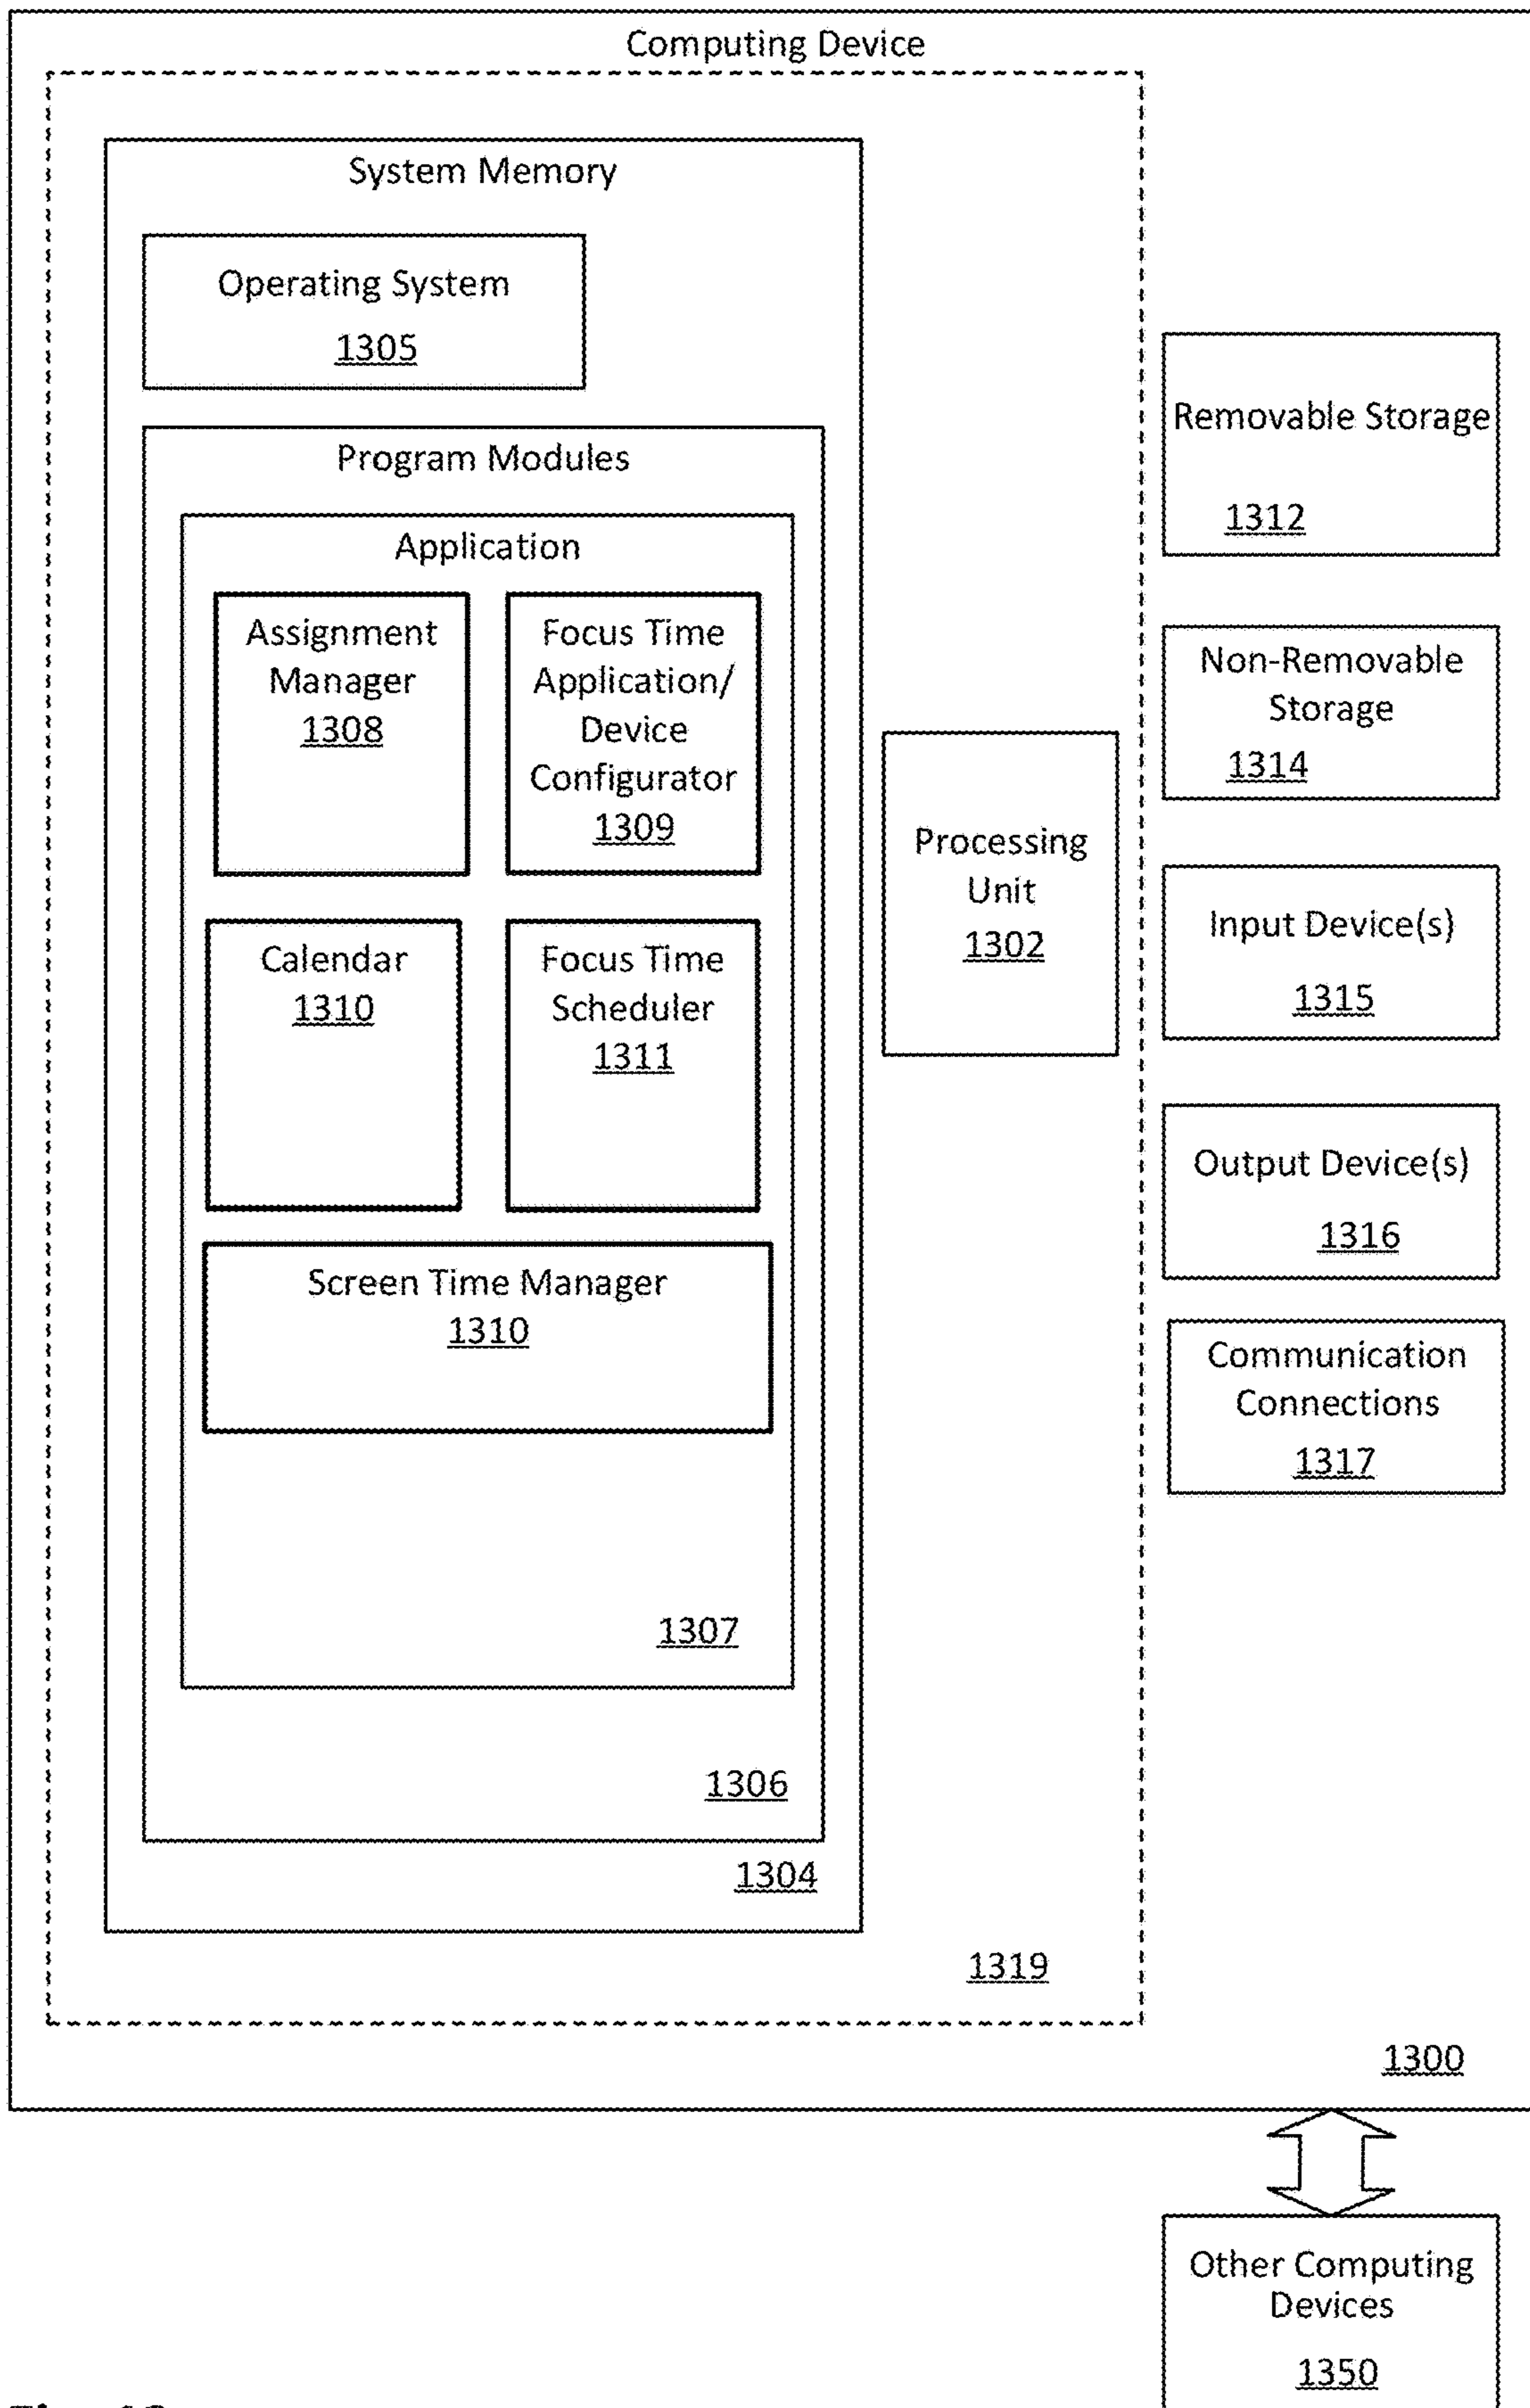 Computing Device
System Memory
Operating System
1305
Program Modules
Application
Assignment
Manager
1308
Focus Time
Application/
Device
Configurator
1309
Calendar
1310
Focus Time
Scheduler
1311
Screen Time Manager
1310
1307
1306
1304
Processing
Unit
1302
1319
Removable Storage
1312
Non-Removable
Storage
1314
Input Device(s)
1315
Output Device(s)
1316
Communication
Connections
1317
1300
Other Computing
Devices
1350